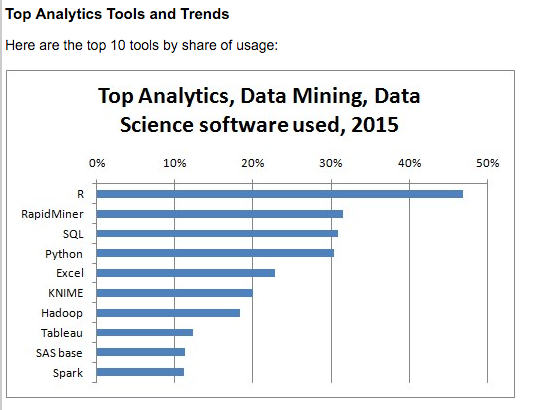 Top Analytics Tools and Trends
Here are the top 10 tools by share of usage:
Top Analytics, Data Mining, Data
Science software used, 2015
0% 10% 20% 30% 40% 50%
R
RapidMiner
SQL
Python
Excel
KNIME
Hadoop
Tableau
SAS base
Spark